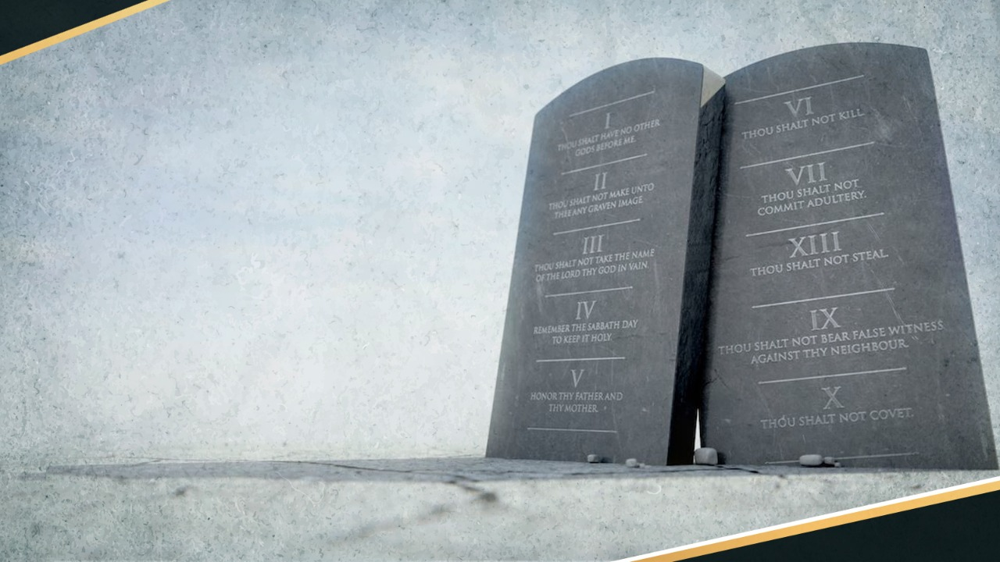 I
THOU SHALT HAVE NO OTHER
GODS BEFORE ME.
II
THOU SHALT NOT MAKE UNTO
THEE ANY GRAVEN IMAGE.
III
THOU SHALT NOT TAKE THE NAME
OF THE LORD THY GOD IN VAIN.
IV
REMEMBER THE SABBATH DAY
TO KEEP IT HOLY.
V
HONOR THY FATHER AND
THY MOTHER.
VI
THOU SHALT NOT KILL.
VII
THOU SHALT NOT
COMMIT ADULTERY.
XIII
THOU SHALT NOT STEAL.
IX
THOU SHALT NOT BEAR FALSE WITNESS
AGAINST THY NEIGHBOUR.
X
THOU SHALT NOT COVET.